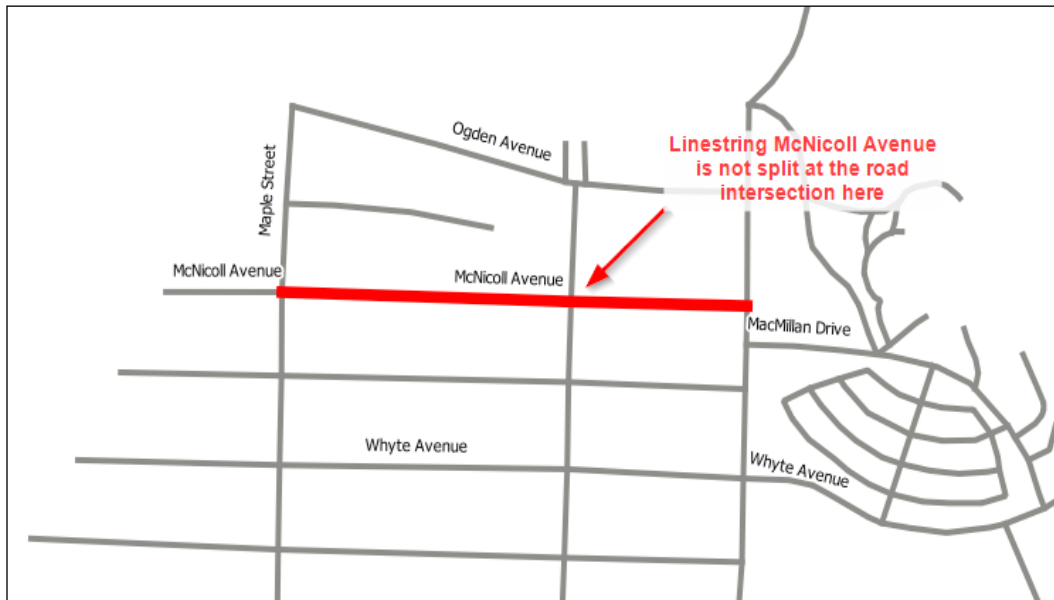 Ogden Avenue
Linestring McNicoll Avenue
is not split at the road
intersection here
Maple Street
McNicoll Avenue
McNicoll Avenue
MacMillan Drive
Whyte Avenue
Whyte Avenue